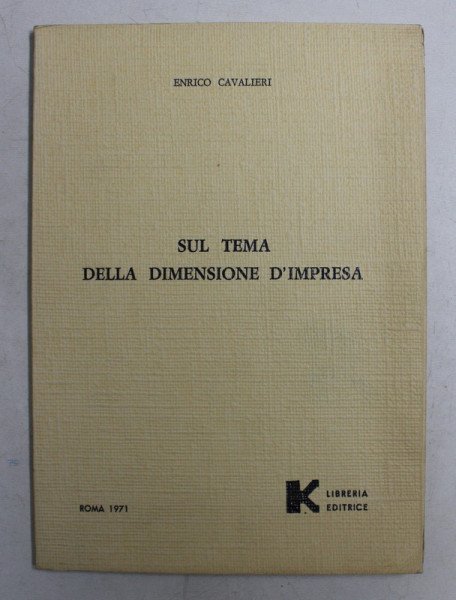 ENRICO CAVALIERI
SUL TEMA
DELLA DIMENSIONE D'IMPRESA
ROMA 1971
K LIBRERIA
EDITRICE